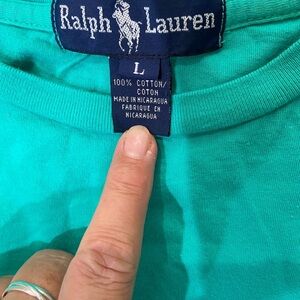 Ralph Lauren
L
100% COTTON/
COTON
MADE IN NICARAGUA
FABRIQUE EN
NICARAGUA